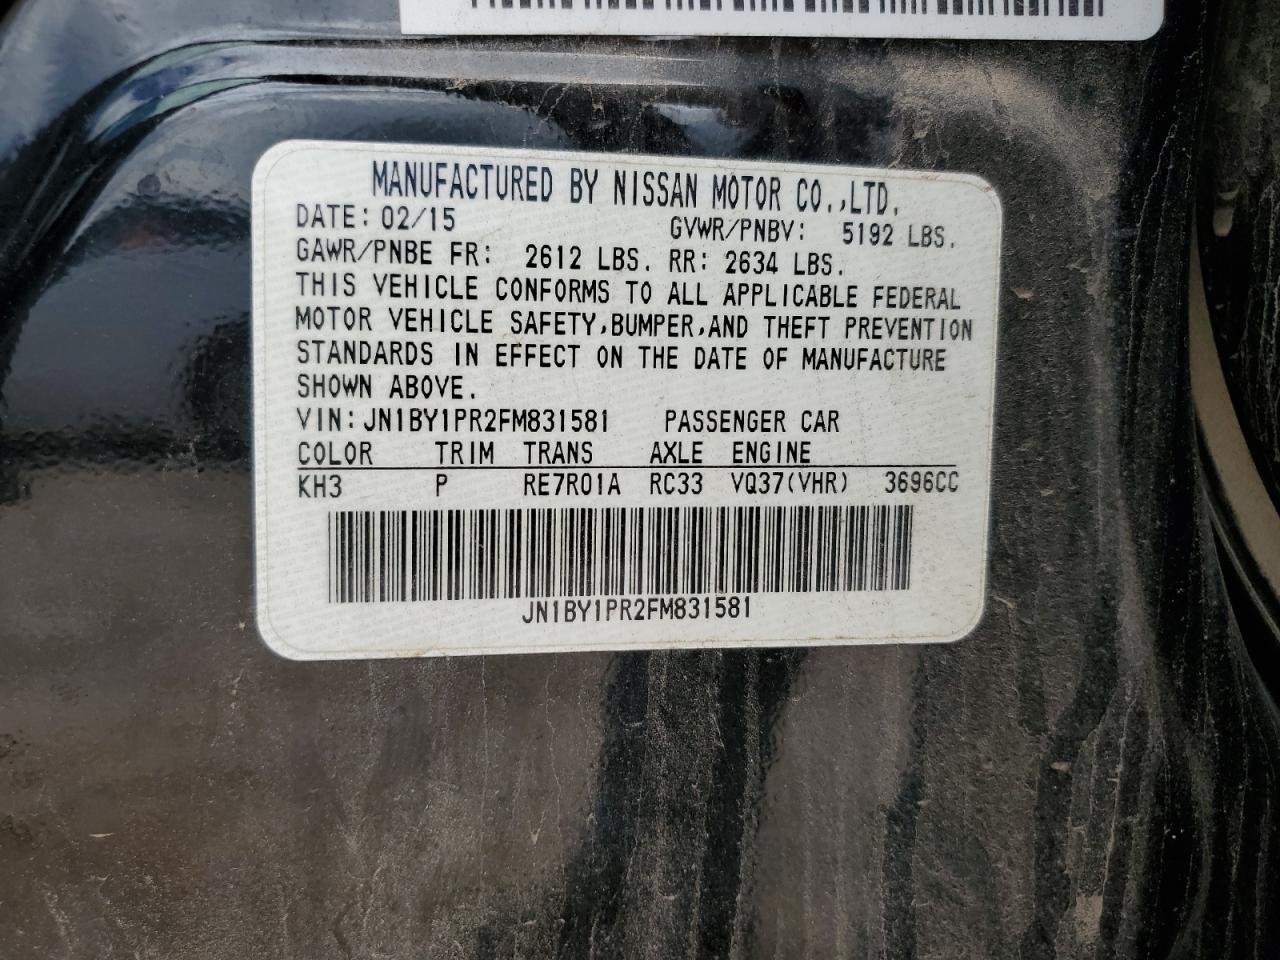 MANUFACTURED BY NISSAN MOTOR CO.,LTD.
DATE: 02/15 GVWR/PNBV: 5192 LBS.
GAWR/PNBE FR: 2612 LBS. RR: 2634 LBS.
THIS VEHICLE CONFORMS TO ALL APPLICABLE FEDERAL
MOTOR VEHICLE SAFETY,BUMPER,AND THEFT PREVENTION
STANDARDS IN EFFECT ON THE DATE OF MANUFACTURE
SHOWN ABOVE.
VIN:JN1BY1PR2FM831581 PASSENGER CAR
COLOR TRIM TRANS AXLE ENGINE
KH3 P RE7R01A RC33 VQ37(VHR) 3696CC
JN1BY1PR2FM831581